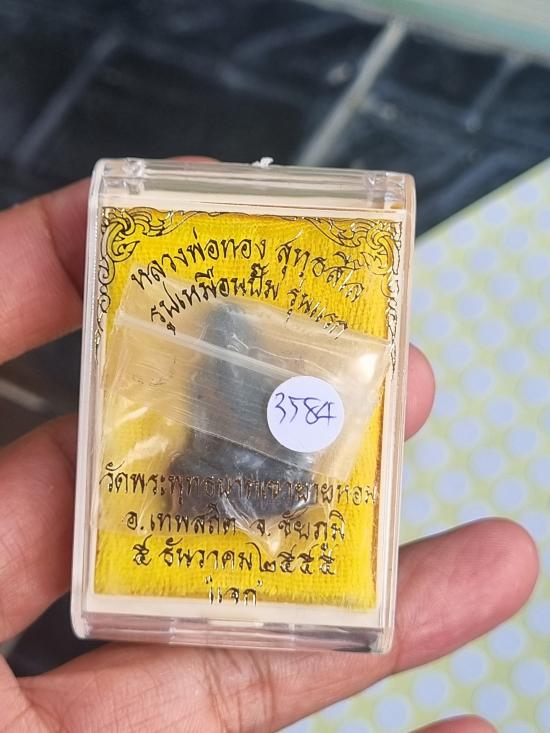 หลวงพ่อทอง สุทธสีโล
รูปเหมือนปั๊ม รุ่นแรก
3584
วัดพระพุทธบาทเขายายหอม
อ.เทพสถิต จ.ชัยภูมิ
๕ ธันวาคม ๒๕๕๕
"แจก"